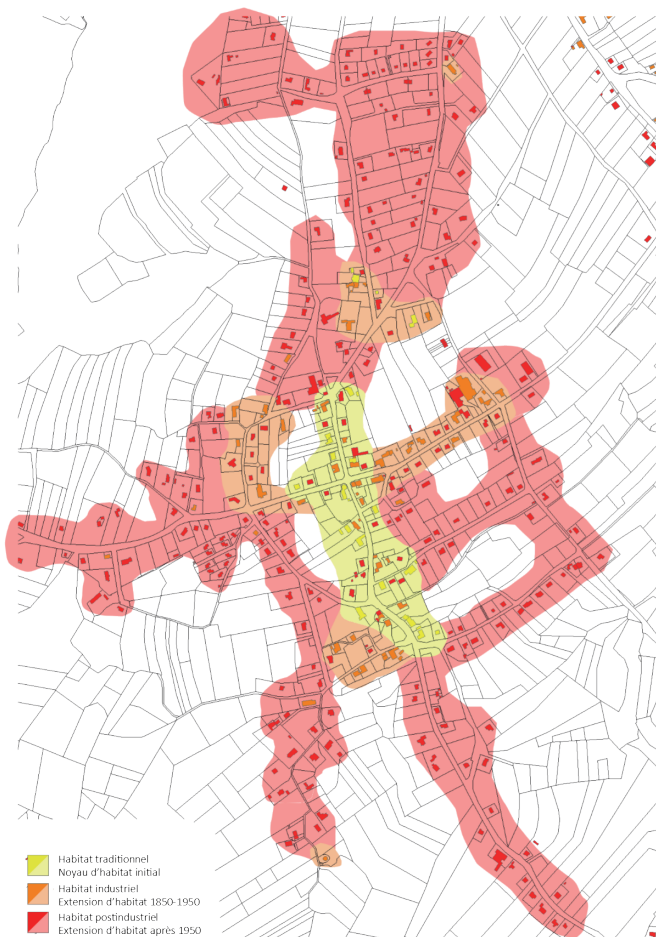 Habitat traditionnel
Noyau d'habitat initial
Habitat industriel
Extension d'habitat 1850-1950
Habitat postindustriel
Extension d'habitat après 1950